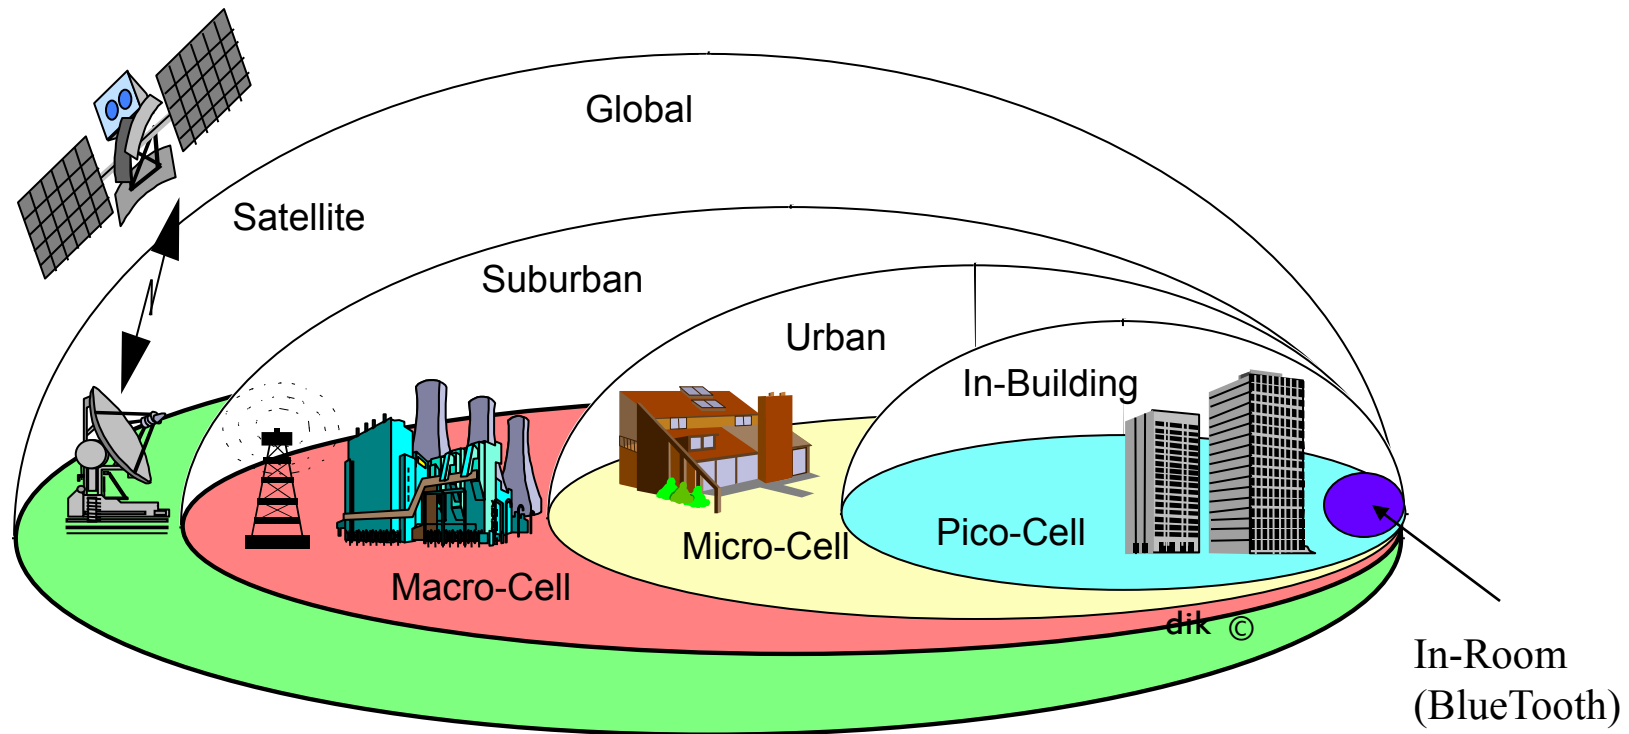 Global
Satellite
Suburban
Urban
In-Building
Pico-Cell
Micro-Cell
Macro-Cell
dik ©
In-Room
(BlueTooth)